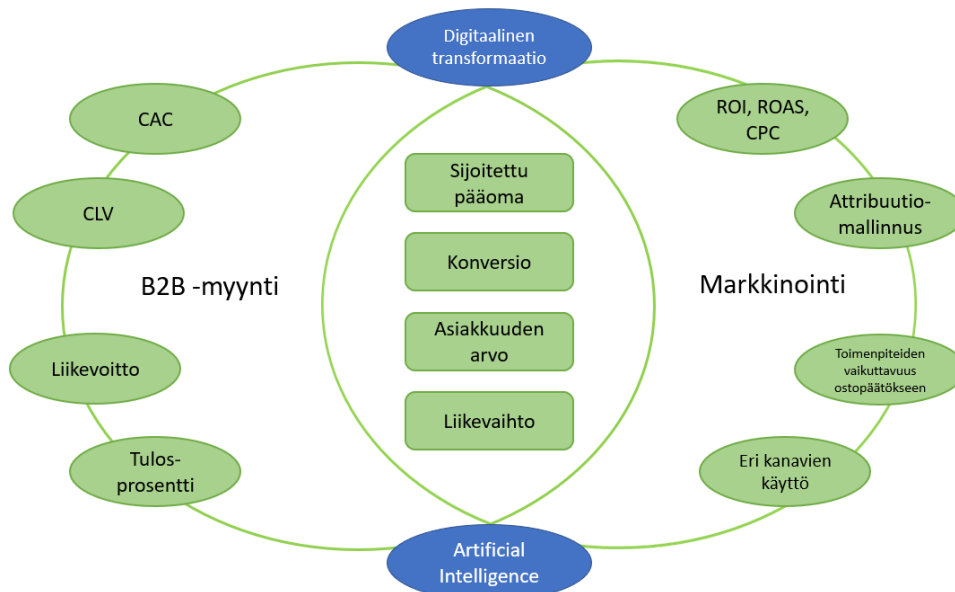 Digitaalinen
transformaatio
CAC
CLV
B2B -myynti
Liikevoitto
Tulos-
prosentti
Sijoitettu
pääoma
Konversio
Asiakkuuden
arvo
Liikevaihto
ROI, ROAS,
CPC
Attribuutio-
mallinnus
Markkinointi
Toimenpiteiden
vaikuttavuus
ostopäätökseen
Eri kanavien
käyttö
Artificial
Intelligence